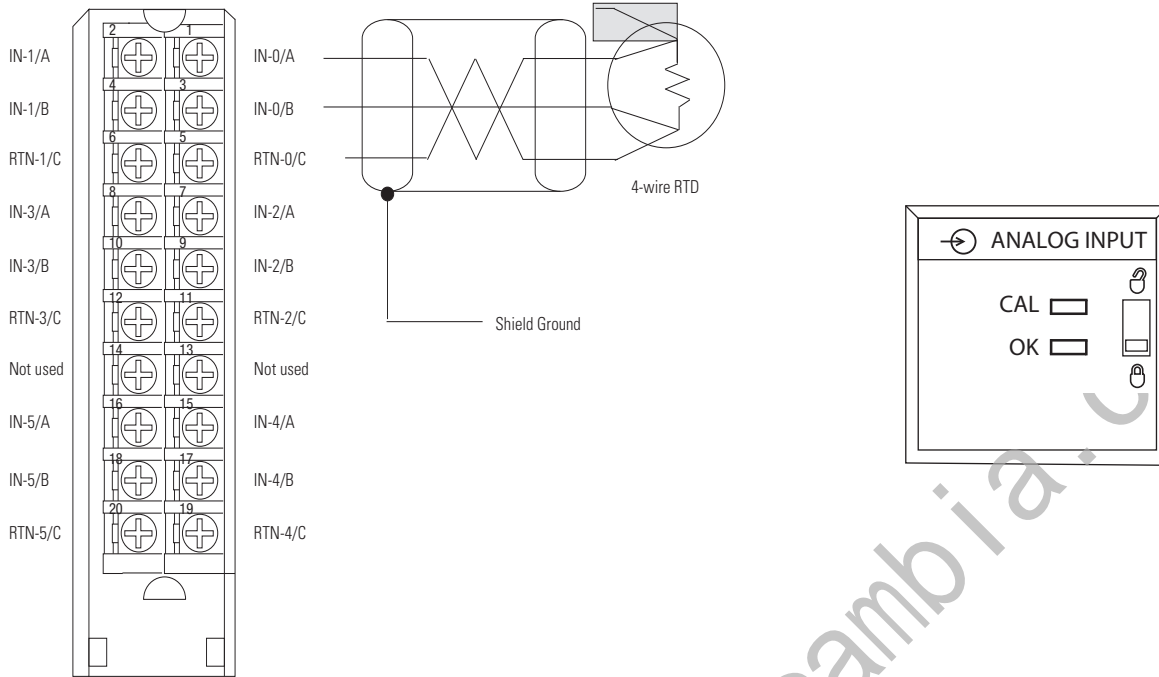 2 1
IN-1/A IN-0/A
4 3
IN-1/B IN-0/B
6 5
RTN-1/C RTN-0/C
4-wire RTD
8 7
IN-3/A IN-2/A
10 9
IN-3/B IN-2/B
12 11
RTN-3/C RTN-2/C
Shield Ground
14 13
Not used Not used
16 15
IN-5/A IN-4/A
18 17
IN-5/B IN-4/B
20 19
RTN-5/C RTN-4/C
ANALOG INPUT
CAL
OK